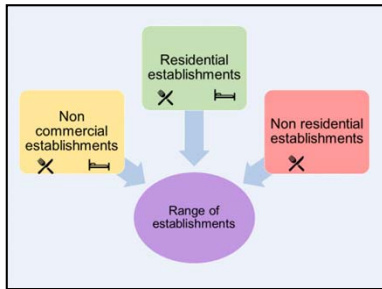 Residential
establishments
Non
commercial
establishments
Non residential
establishments
Range of
establishments